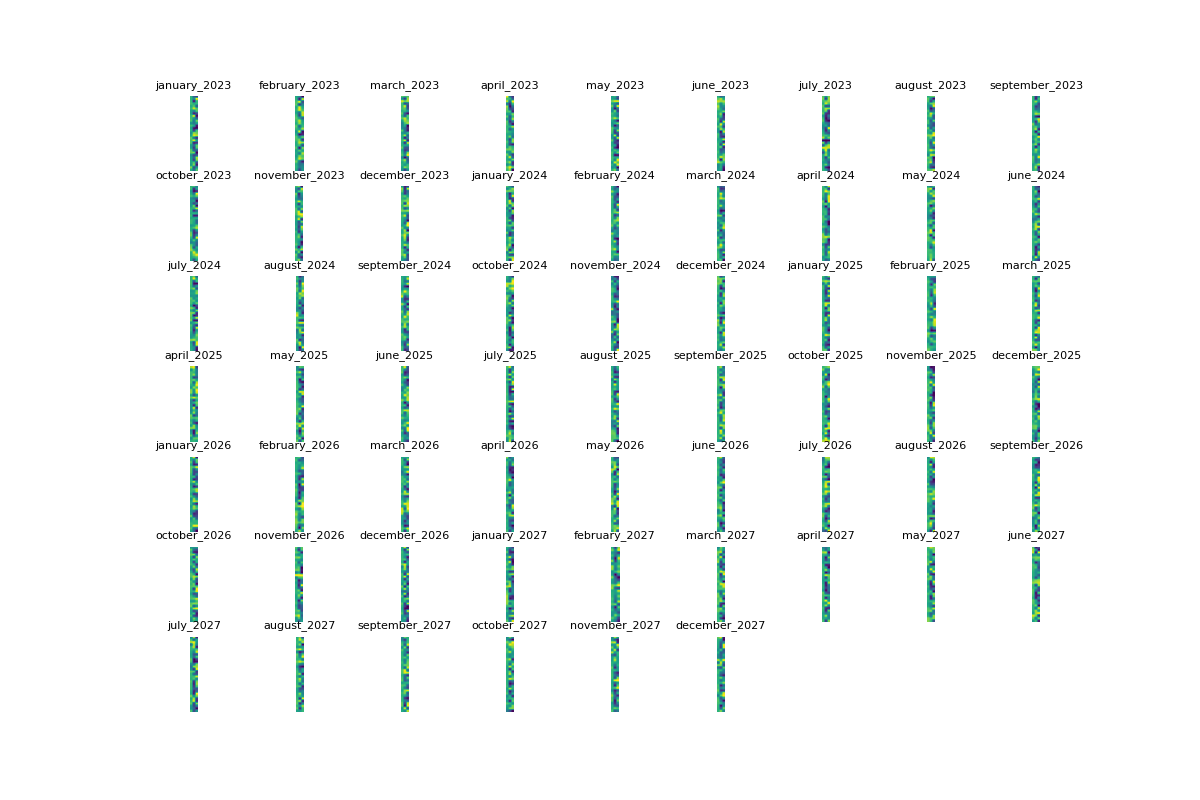 january_2023 february_2023 march_2023 april_2023 may_2023 june_2023 july_2023 august_2023 september_2023
october_2023 november_2023 december_2023 january_2024 february_2024 march_2024 april_2024 may_2024 june_2024
july_2024 august_2024 september_2024 october_2024 november_2024 december_2024 january_2025 february_2025 march_2025
april_2025 may_2025 june_2025 july_2025 august_2025 september_2025 october_2025 november_2025 december_2025
january_2026 february_2026 march_2026 april_2026 may_2026 june_2026 july_2026 august_2026 september_2026
october_2026 november_2026 december_2026 january_2027 february_2027 march_2027 april_2027 may_2027 june_2027
july_2027 august_2027 september_2027 october_2027 november_2027 december_2027